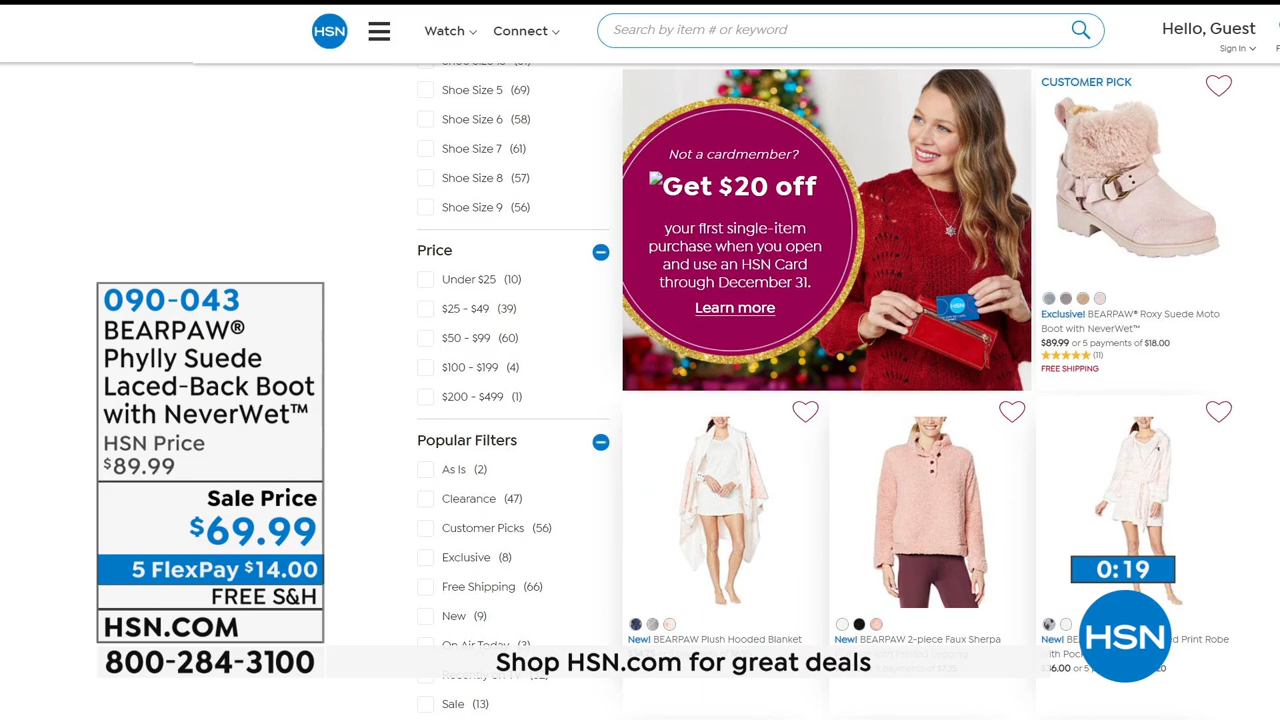 HSN
Watch
Connect
Search by item # or keyword
Hello, Guest
Sign In
Shoe Size 5 (69)
Shoe Size 6 (58)
Shoe Size 7 (61)
Shoe Size 8 (57)
Shoe Size 9 (56)
Price
Under $25 (10)
$25 - $49 (39)
$50 - $99 (60)
$100 - $199 (4)
$200 - $499 (1)
Popular Filters
As Is (2)
Clearance (47)
Customer Picks (56)
Exclusive (8)
Free Shipping (66)
New (9)
On Air Today (3)
Sale (13)
Not a cardmember?
Get $20 off
your first single-item
purchase when you open
and use an HSN Card
through December 31.
Learn more
HSN
CUSTOMER PICK
Exclusive! BEARPAW® Roxy Suede Moto
Boot with NeverWet™
$89.99 or 5 payments of $18.00
(11)
FREE SHIPPING
New! BEARPAW Plush Hooded Blanket
New! BEARPAW 2-piece Faux Sherpa
New! BE
d Print Robe
with Pock
090-043
BEARPAW®
Phylly Suede
Laced-Back Boot
with NeverWet™
HSN Price
$89.99
Sale Price
$69.99
5 FlexPay $14.00
FREE S&H
HSN.COM
800-284-3100
Shop HSN.com for great deals
0:19
HSN